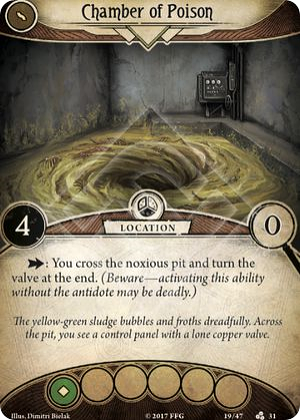 Chamber of Poison
4
LOCATION
0
: You cross the noxious pit and turn the
valve at the end. (Beware—activating this ability
without the antidote may be deadly.)
The yellow-green sludge bubbles and froths dreadfully. Across
the pit, you see a control panel with a lone copper valve.
Illus. Dimitri Bielak
© 2017 FFG
19/47
31